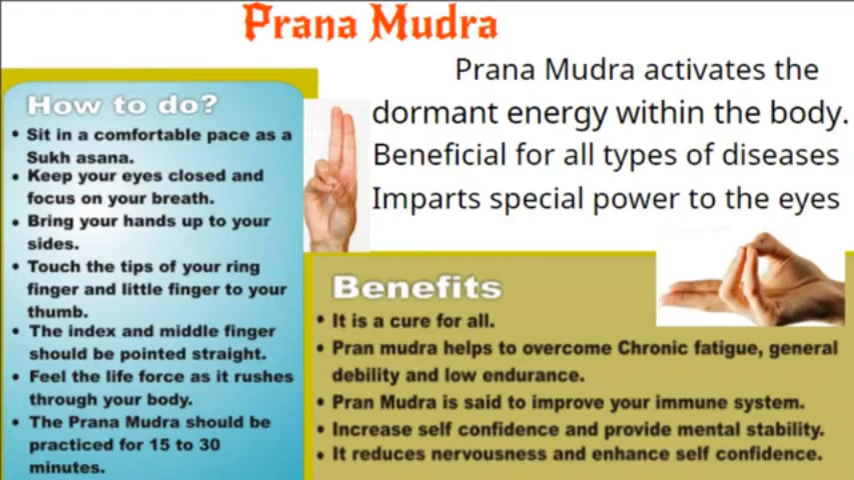 Prana Mudra
Prana Mudra activates the
dormant energy within the body.
Beneficial for all types of diseases
Imparts special power to the eyes
How to do?
• Sit in a comfortable pace as a
Sukh asana.
• Keep your eyes closed and
focus on your breath.
• Bring your hands up to your
sides.
• Touch the tips of your ring
finger and little finger to your
thumb.
• The index and middle finger
should be pointed straight.
• Feel the life force as it rushes
through your body.
• The Prana Mudra should be
practiced for 15 to 30
minutes.
Benefits
• It is a cure for all.
• Pran mudra helps to overcome Chronic fatigue, general
debility and low endurance.
• Pran Mudra is said to improve your immune system.
• Increase self confidence and provide mental stability.
• It reduces nervousness and enhance self confidence.